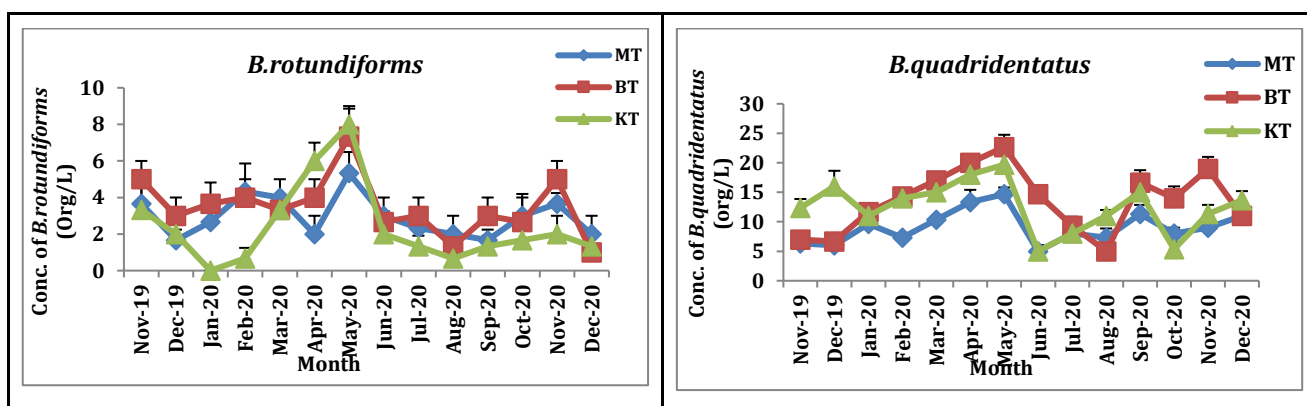 B.rotundiforms
MT
BT
KT
Conc. of B.rotundiforms
(Org/L)
10
8
6
4
2
0
Nov-19
Dec-19
Jan-20
Feb-20
Mar-20
Apr-20
May-20
Jun-20
Jul-20
Aug-20
Sep-20
Oct-20
Nov-20
Dec-20
Month
B.quadridentatus
MT
BT
KT
Conc. of B.quadridentatus
(org/L)
30
25
20
15
10
5
0
Nov-19
Dec-19
Jan-20
Feb-20
Mar-20
Apr-20
May-20
Jun-20
Jul-20
Aug-20
Sep-20
Oct-20
Nov-20
Dec-20
Month